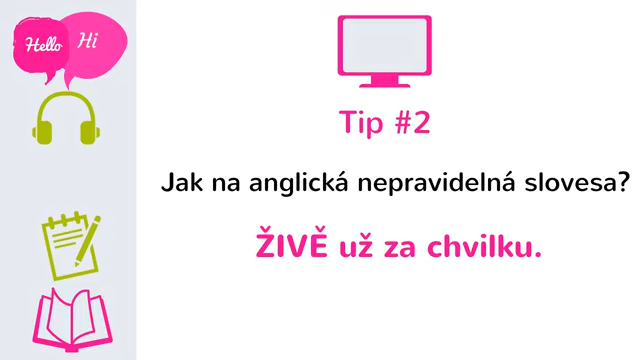 Hello
Hi
Tip #2
Jak na anglická nepravidelná slovesa?
ŽIVĚ už za chvilku.